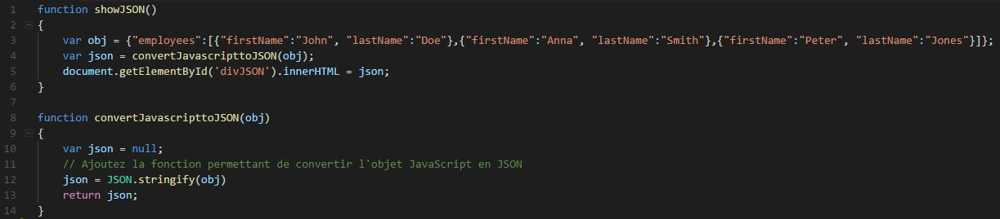 1 function showJSON()
2 {
3 var obj = {"employees":[{"firstName":"John", "lastName":"Doe"},{"firstName":"Anna", "lastName":"Smith"},{"firstName":"Peter", "lastName":"Jones"}]};
4 var json = convertJavascripttoJSON(obj);
5 document.getElementById('divJSON').innerHTML = json;
6 }
7
8 function convertJavascripttoJSON(obj)
9 {
10 var json = null;
11 // Ajoutez la fonction permettant de convertir l'objet JavaScript en JSON
12 json = JSON.stringify(obj)
13 return json;
14 }